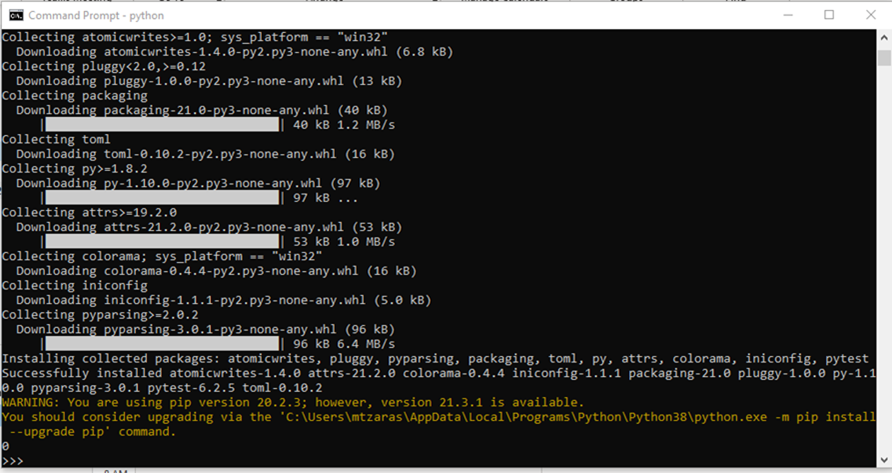 Command Prompt - python
Collecting atomicwrites>=1.0; sys_platform == "win32"
  Downloading atomicwrites-1.4.0-py2.py3-none-any.whl (6.8 kB)
Collecting pluggy<2.0,>=0.12
  Downloading pluggy-1.0.0-py2.py3-none-any.whl (13 kB)
Collecting packaging
  Downloading packaging-21.0-py3-none-any.whl (40 kB)
     || 40 kB 1.2 MB/s
Collecting toml
  Downloading toml-0.10.2-py2.py3-none-any.whl (16 kB)
Collecting py>=1.8.2
  Downloading py-1.10.0-py2.py3-none-any.whl (97 kB)
     || 97 kB ...
Collecting attrs>=19.2.0
  Downloading attrs-21.2.0-py2.py3-none-any.whl (53 kB)
     || 53 kB 1.0 MB/s
Collecting colorama; sys_platform == "win32"
  Downloading colorama-0.4.4-py2.py3-none-any.whl (16 kB)
Collecting iniconfig
  Downloading iniconfig-1.1.1-py2.py3-none-any.whl (5.0 kB)
Collecting pyparsing>=2.0.2
  Downloading pyparsing-3.0.1-py3-none-any.whl (96 kB)
     || 96 kB 6.4 MB/s
Installing collected packages: atomicwrites, pluggy, pyparsing, packaging, toml, py, attrs, colorama, iniconfig, pytest
Successfully installed atomicwrites-1.4.0 attrs-21.2.0 colorama-0.4.4 iniconfig-1.1.1 packaging-21.0 pluggy-1.0.0 py-1.1
0.0 pyparsing-3.0.1 pytest-6.2.5 toml-0.10.2
WARNING: You are using pip version 20.2.3; however, version 21.3.1 is available.
You should consider upgrading via the 'C:\Users\mtzaras\AppData\Local\Programs\Python\Python38\python.exe -m pip install
 --upgrade pip' command.
0
>>>